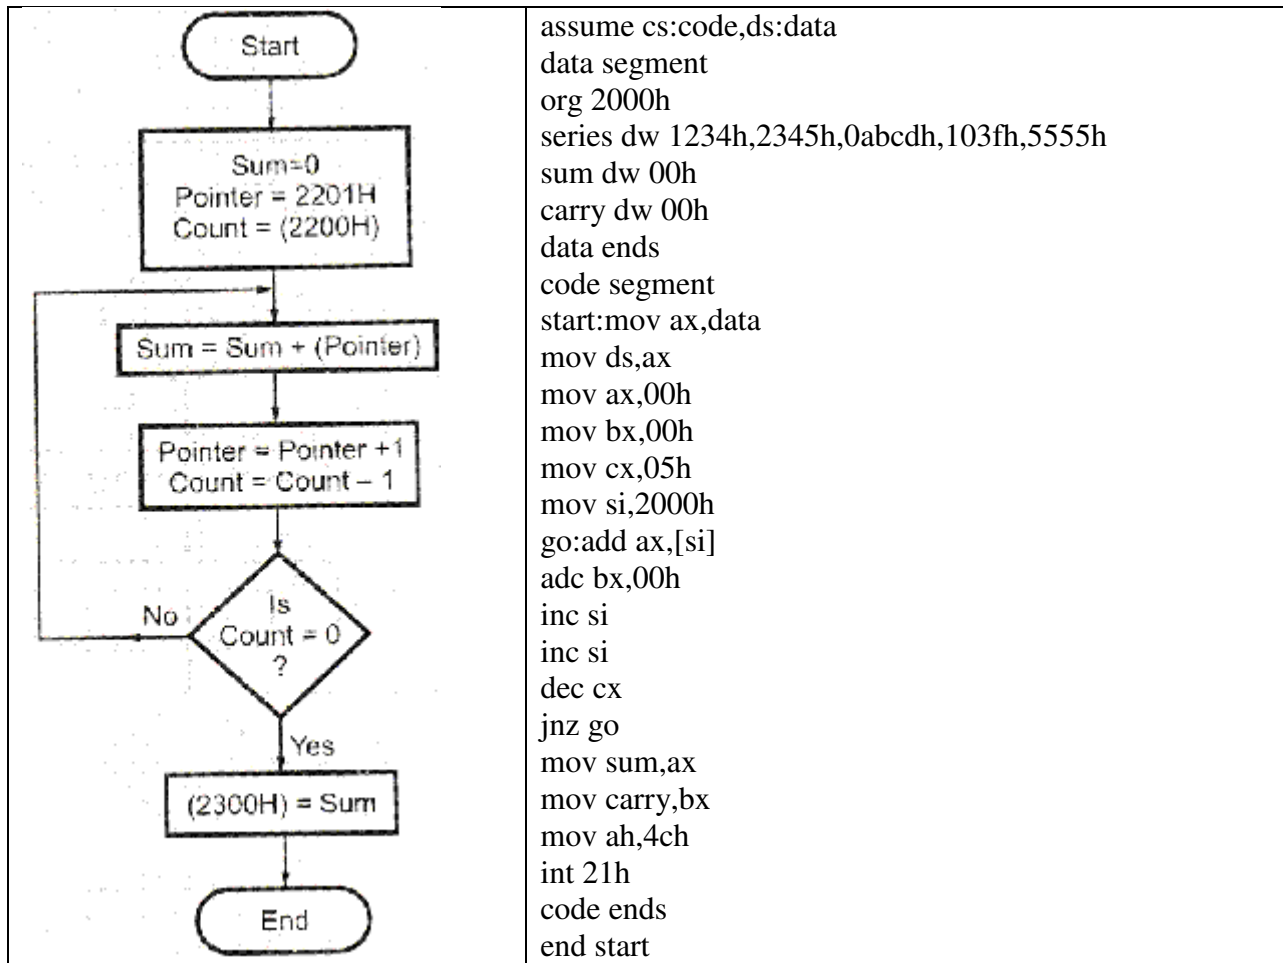 Start
Sum=0
Pointer = 2201H
Count = (2200H)
Sum = Sum + (Pointer)
Pointer = Pointer +1
Count = Count – 1
No
Is
Count = 0
?
Yes
(2300H) = Sum
End
assume cs:code,ds:data
data segment
org 2000h
series dw 1234h,2345h,0abcdh,103fh,5555h
sum dw 00h
carry dw 00h
data ends
code segment
start:mov ax,data
mov ds,ax
mov ax,00h
mov bx,00h
mov cx,05h
mov si,2000h
go:add ax,[si]
adc bx,00h
inc si
inc si
dec cx
jnz go
mov sum,ax
mov carry,bx
mov ah,4ch
int 21h
code ends
end start